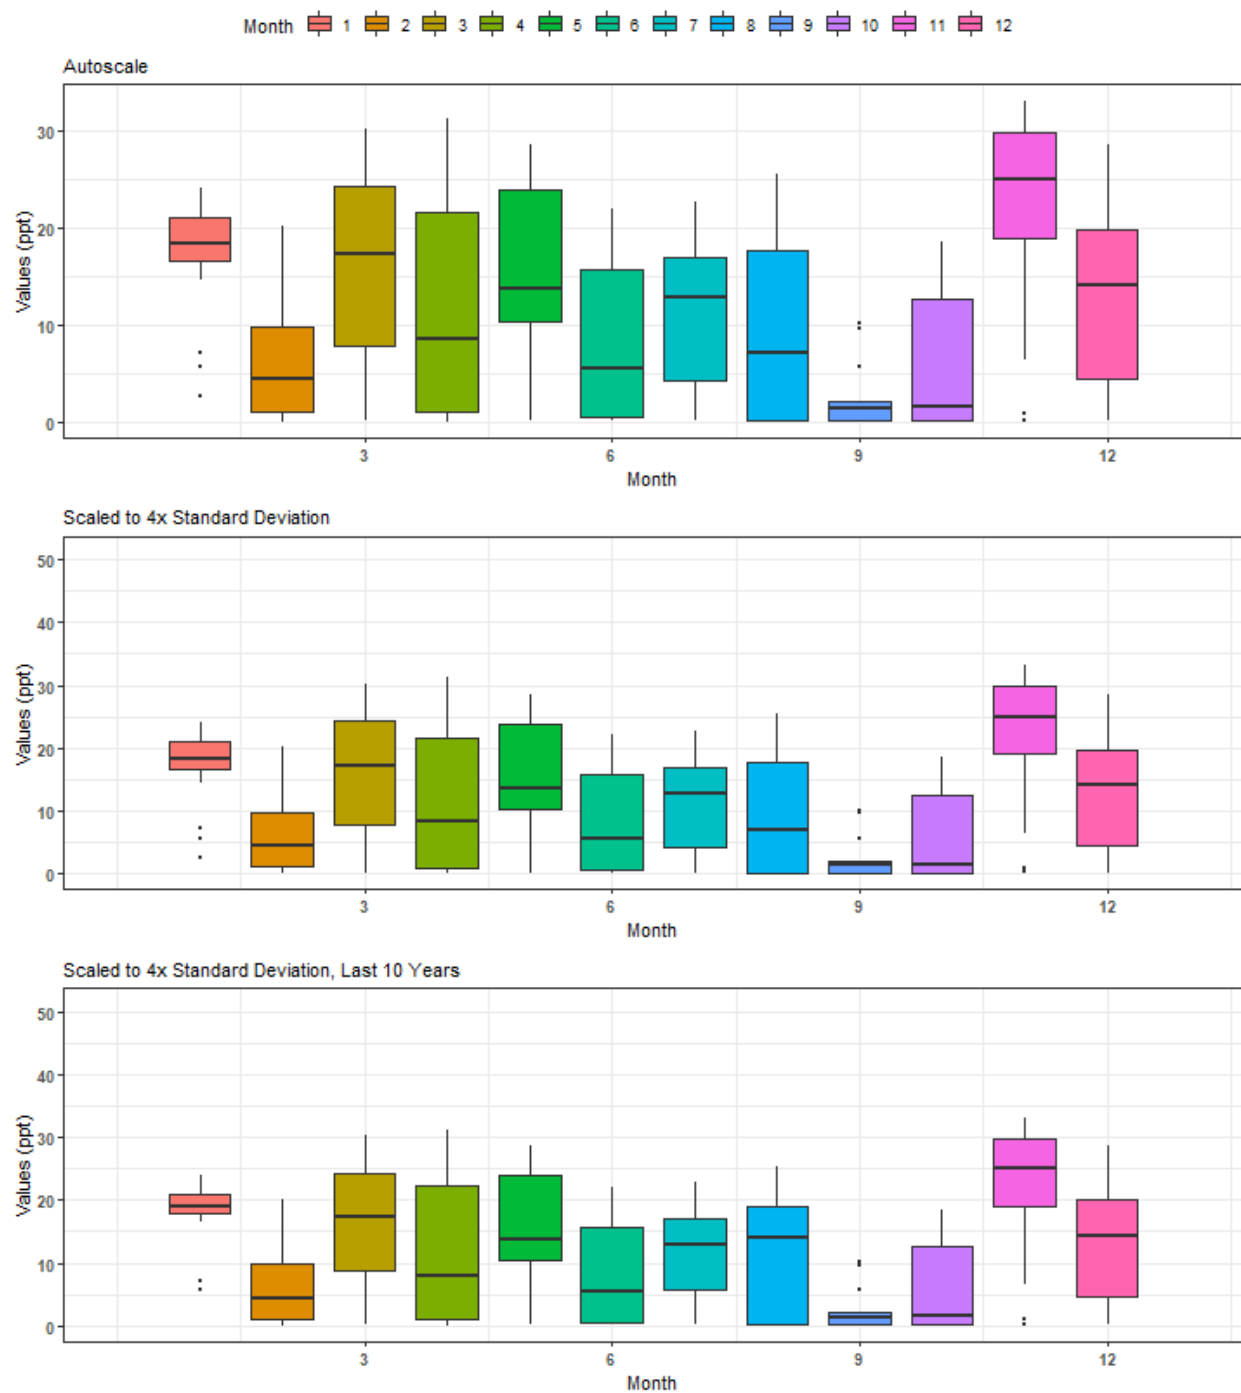 Month 1 2 3 4 5 6 7 8 9 10 11 12
Autoscale
30
20
10
0
Values (ppt)
3 6 9 12
Month
Scaled to 4x Standard Deviation
50
40
30
20
10
0
Values (ppt)
3 6 9 12
Month
Scaled to 4x Standard Deviation, Last 10 Years
50
40
30
20
10
0
Values (ppt)
3 6 9 12
Month